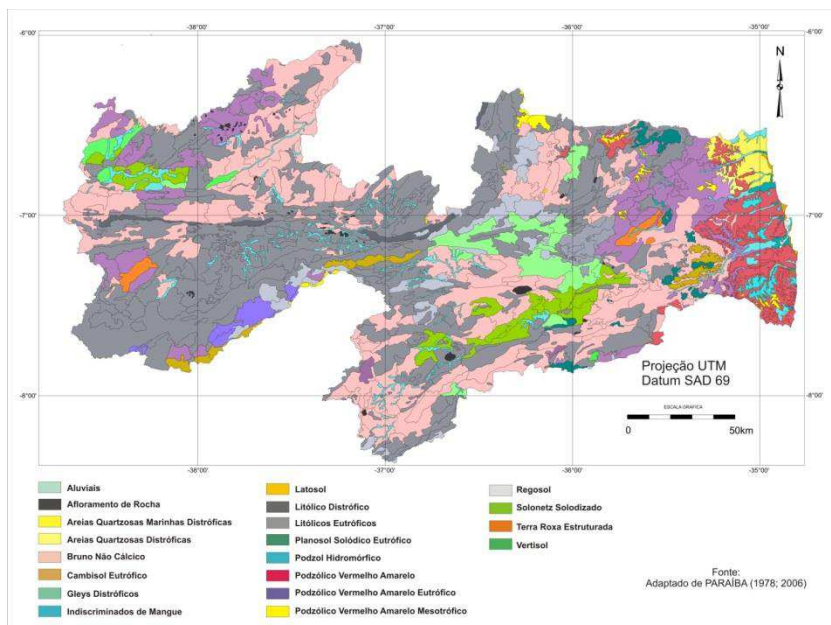 -38°00'
-37°00'
-36°00'
-35°00'
-6°00'
-6°00'
N
-7°00'
-7°00'
Projeção UTM
Datum SAD 69
ESCALA GRAFICA
0 50km
-8°00'
-8°00'
-38°00'
-37°00'
-36°00'
-35°00'
Aluviais
Afloramento de Rocha
Areias Quartzosas Marinhas Distróficas
Areias Quartzosas Distróficas
Bruno Não Cálcico
Cambisol Eutrófico
Gleys Distróficos
Indiscriminados de Mangue
Latosol
Litólico Distrófico
Litólicos Eutróficos
Planosol Solódico Eutrófico
Podzol Hidromórfico
Podzólico Vermelho Amarelo
Podzólico Vermelho Amarelo Eutrófico
Podzólico Vermelho Amarelo Mesotrófico
Regosol
Solonetz Solodizado
Terra Roxa Estruturada
Vertisol
Fonte:
Adaptado de PARAÍBA (1978; 2006)